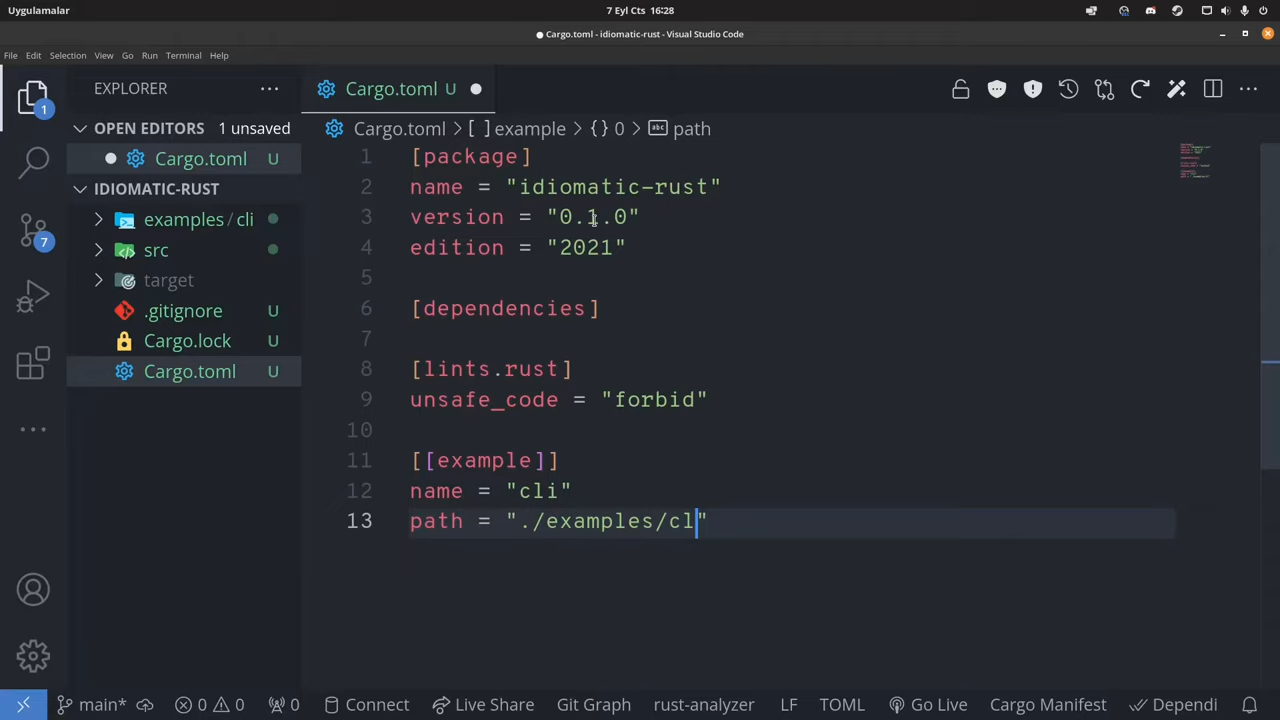 Uygulamalar
7 Eyl Cts 16:28
Cargo.toml - idiomatic-rust - Visual Studio Code
File Edit Selection View Go Run Terminal Help
EXPLORER
OPEN EDITORS 1 unsaved
Cargo.toml U
IDIOMATIC-RUST
examples / cli
src
target
.gitignore U
Cargo.lock U
Cargo.toml U
1
7
Cargo.toml U
Cargo.toml > [ ] example > {} 0 > abc path
1 [package]
2 name = "idiomatic-rust"
3 version = "0.1.0"
4 edition = "2021"
5
6 [dependencies]
7
8 [lints.rust]
9 unsafe_code = "forbid"
10
11 [[example]]
12 name = "cli"
13 path = "./examples/cl"
main* 0 0 0 Connect Live Share Git Graph rust-analyzer LF TOML Go Live Cargo Manifest Dependi